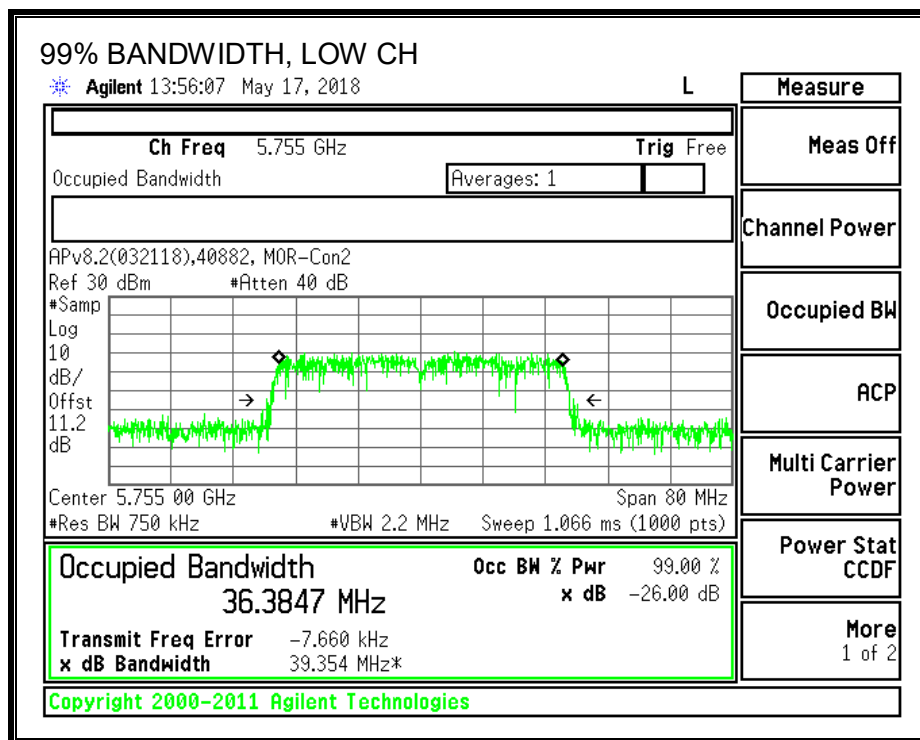 99% BANDWIDTH, LOW CH
Agilent 13:56:07 May 17, 2018 L
Measure
Ch Freq 5.755 GHz Trig Free
Meas Off
Occupied Bandwidth Averages: 1
Channel Power
APv8.2(032118),40882, MOR-Con2
Ref 30 dBm #Atten 40 dB
#Samp
Log
10
dB/
Offst
11.2
dB
Occupied BW
ACP
Center 5.755 00 GHz Span 80 MHz
#Res BW 750 kHz #VBW 2.2 MHz Sweep 1.066 ms (1000 pts)
Multi Carrier
Power
Occupied Bandwidth Occ BW % Pwr 99.00 %
36.3847 MHz x dB -26.00 dB
Power Stat
CCDF
Transmit Freq Error -7.660 kHz
x dB Bandwidth 39.354 MHz*
More
1 of 2
Copyright 2000-2011 Agilent Technologies